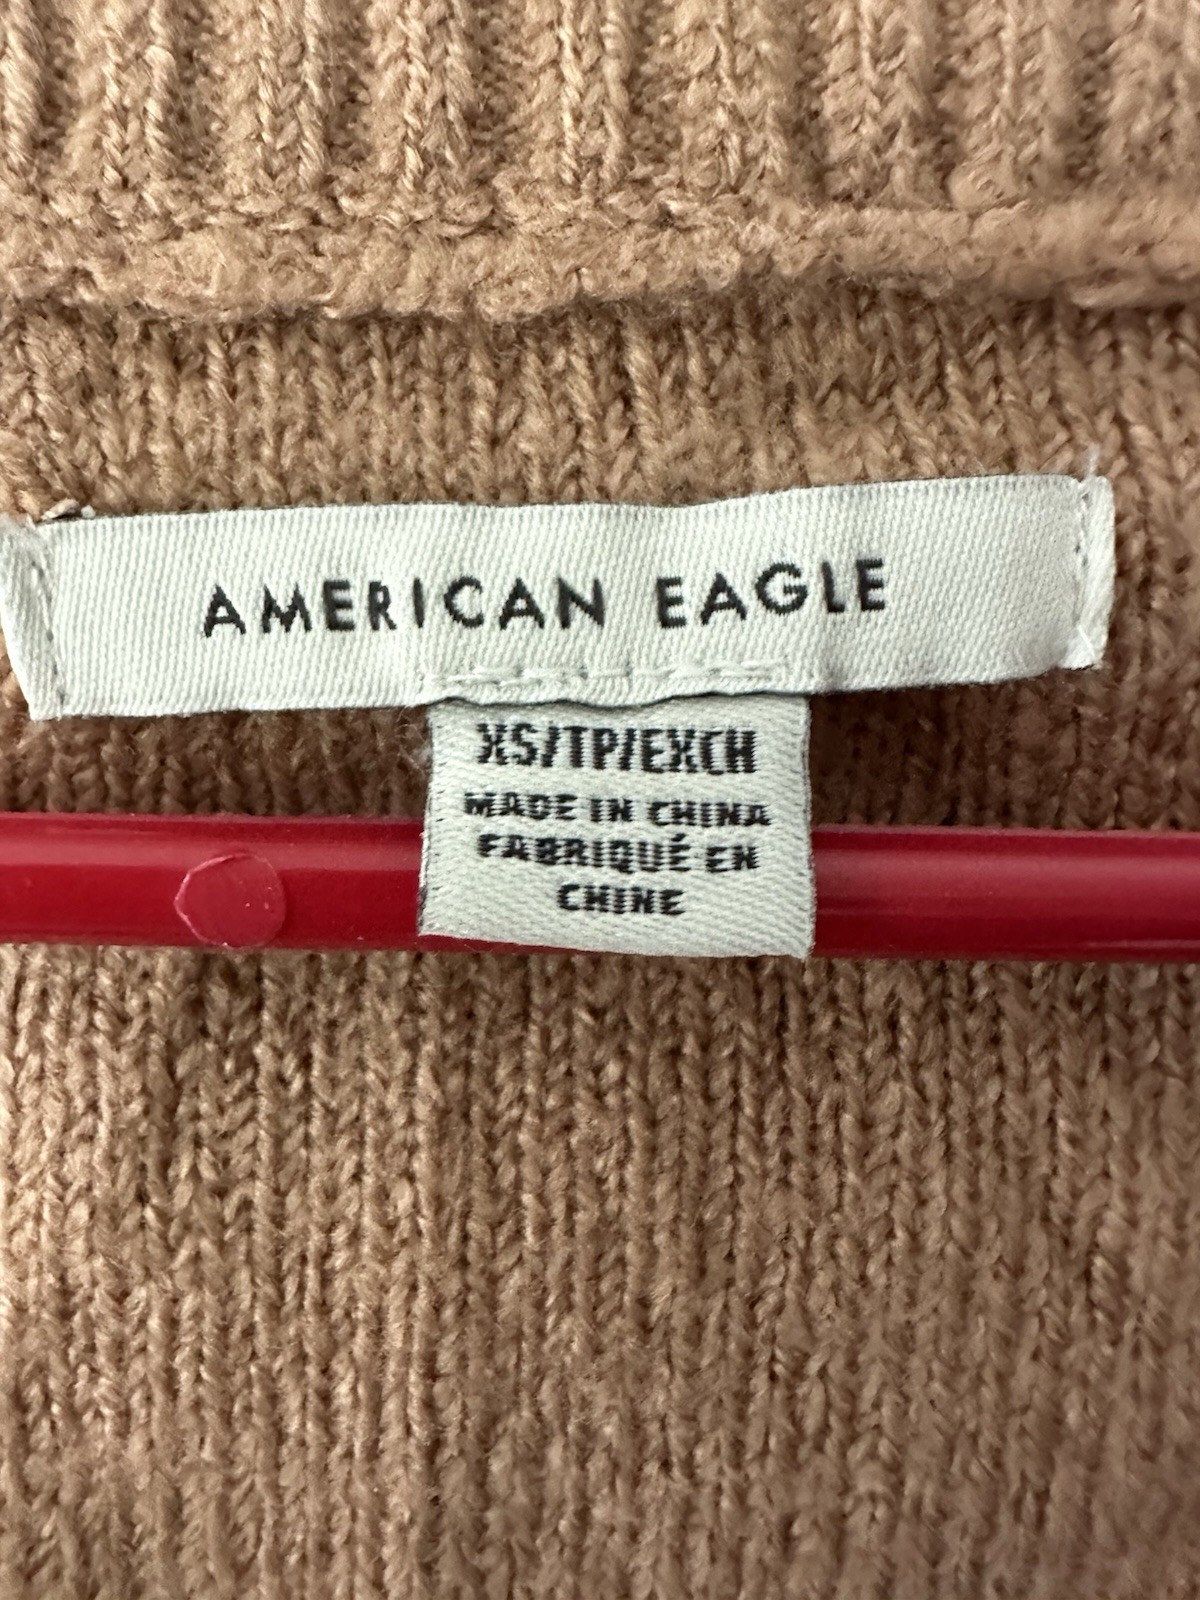 AMERICAN EAGLE
XS/TP/EXCH
MADE IN CHINA
FABRIQUÉ EN
CHINE